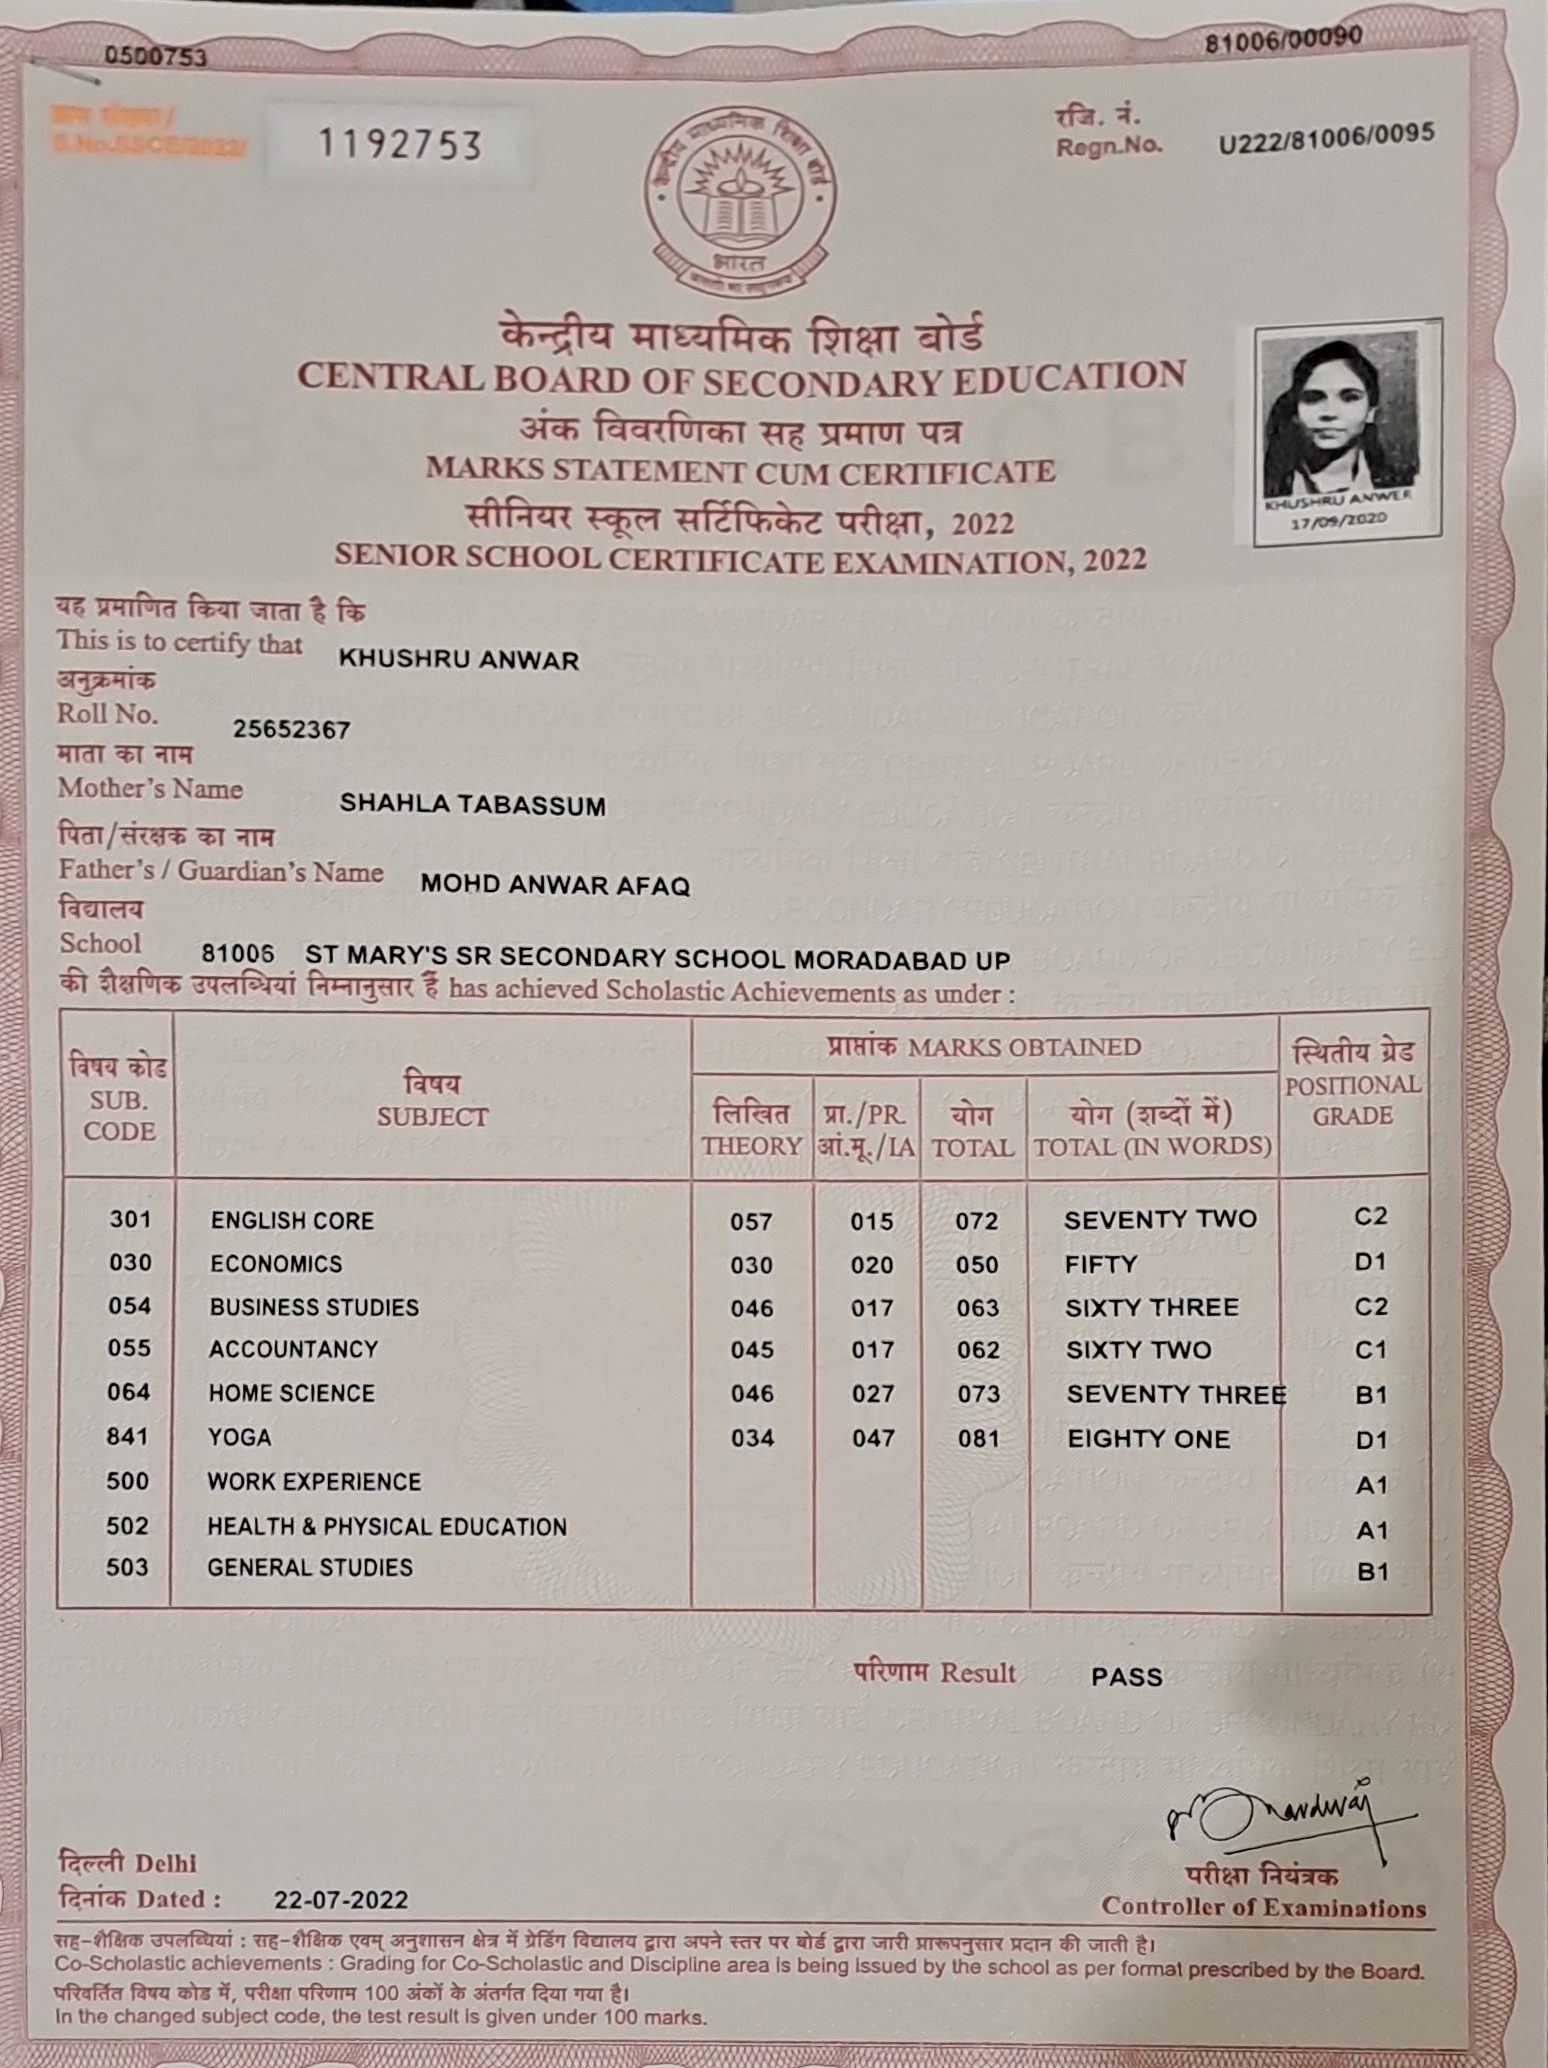 0500753
81006/00090
क्रम संख्या /
S.No.SSCE/2022/
1192753
रजि. नं.
Regn.No. U222/81006/0095
केन्द्रीय माध्यमिक शिक्षा बोर्ड
भारत
केन्द्रीय माध्यमिक शिक्षा बोर्ड
CENTRAL BOARD OF SECONDARY EDUCATION
अंक विवरणिका सह प्रमाण पत्र
MARKS STATEMENT CUM CERTIFICATE
सीनियर स्कूल सर्टिफिकेट परीक्षा, 2022
SENIOR SCHOOL CERTIFICATE EXAMINATION, 2022
KHUSHRU ANWER
17/09/2020
यह प्रमाणित किया जाता है कि
This is to certify that KHUSHRU ANWAR
अनुक्रमांक
Roll No. 25652367
माता का नाम
Mother's Name SHAHLA TABASSUM
पिता/संरक्षक का नाम
Father's / Guardian's Name MOHD ANWAR AFAQ
विद्यालय
School 81006 ST MARY'S SR SECONDARY SCHOOL MORADABAD UP
की शैक्षणिक उपलब्धियां निम्नानुसार हैं has achieved Scholastic Achievements as under :
विषय कोड
SUB.
CODE
विषय
SUBJECT
प्राप्तांक MARKS OBTAINED
लिखित
THEORY
प्रा./PR.
आं.मू./IA
योग
TOTAL
योग (शब्दों में)
TOTAL (IN WORDS)
स्थितीय ग्रेड
POSITIONAL
GRADE
301 ENGLISH CORE 057 015 072 SEVENTY TWO C2
030 ECONOMICS 030 020 050 FIFTY D1
054 BUSINESS STUDIES 046 017 063 SIXTY THREE C2
055 ACCOUNTANCY 045 017 062 SIXTY TWO C1
064 HOME SCIENCE 046 027 073 SEVENTY THREE B1
841 YOGA 034 047 081 EIGHTY ONE D1
500 WORK EXPERIENCE A1
502 HEALTH & PHYSICAL EDUCATION A1
503 GENERAL STUDIES B1
परिणाम Result PASS
दिल्ली Delhi
दिनांक Dated : 22-07-2022
परीक्षा नियंत्रक
Controller of Examinations
सह-शैक्षिक उपलब्धियां : सह-शैक्षिक एवम् अनुशासन क्षेत्र में ग्रेडिंग विद्यालय द्वारा अपने स्तर पर बोर्ड द्वारा जारी प्रारूपनुसार प्रदान की जाती है।
Co-Scholastic achievements : Grading for Co-Scholastic and Discipline area is being issued by the school as per format prescribed by the Board.
परिवर्तित विषय कोड में, परीक्षा परिणाम 100 अंकों के अंतर्गत दिया गया है।
In the changed subject code, the test result is given under 100 marks.